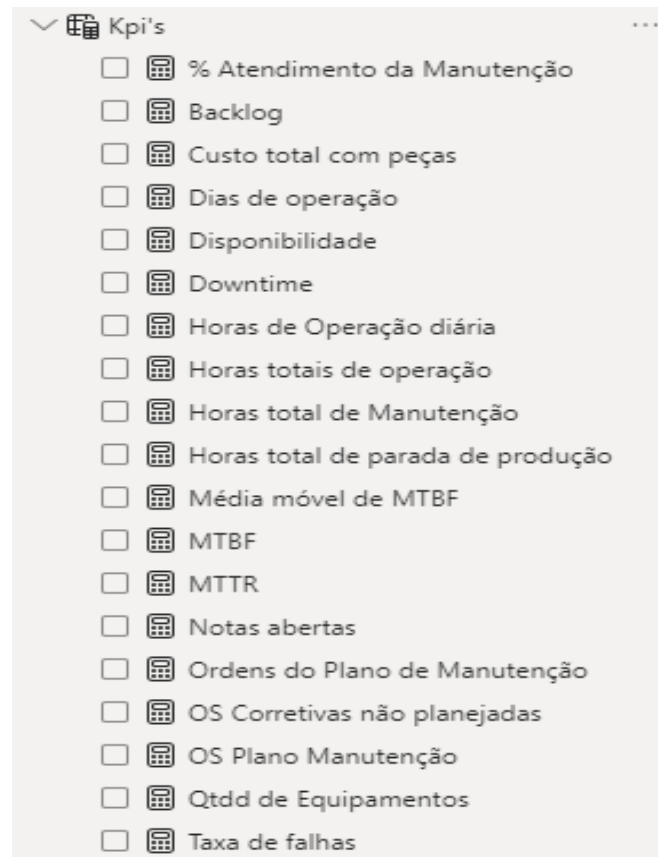 Kpi's
% Atendimento da Manutenção
Backlog
Custo total com peças
Dias de operação
Disponibilidade
Downtime
Horas de Operação diária
Horas totais de operação
Horas total de Manutenção
Horas total de parada de produção
Média móvel de MTBF
MTBF
MTTR
Notas abertas
Ordens do Plano de Manutenção
OS Corretivas não planejadas
OS Plano Manutenção
Qtdd de Equipamentos
Taxa de falhas